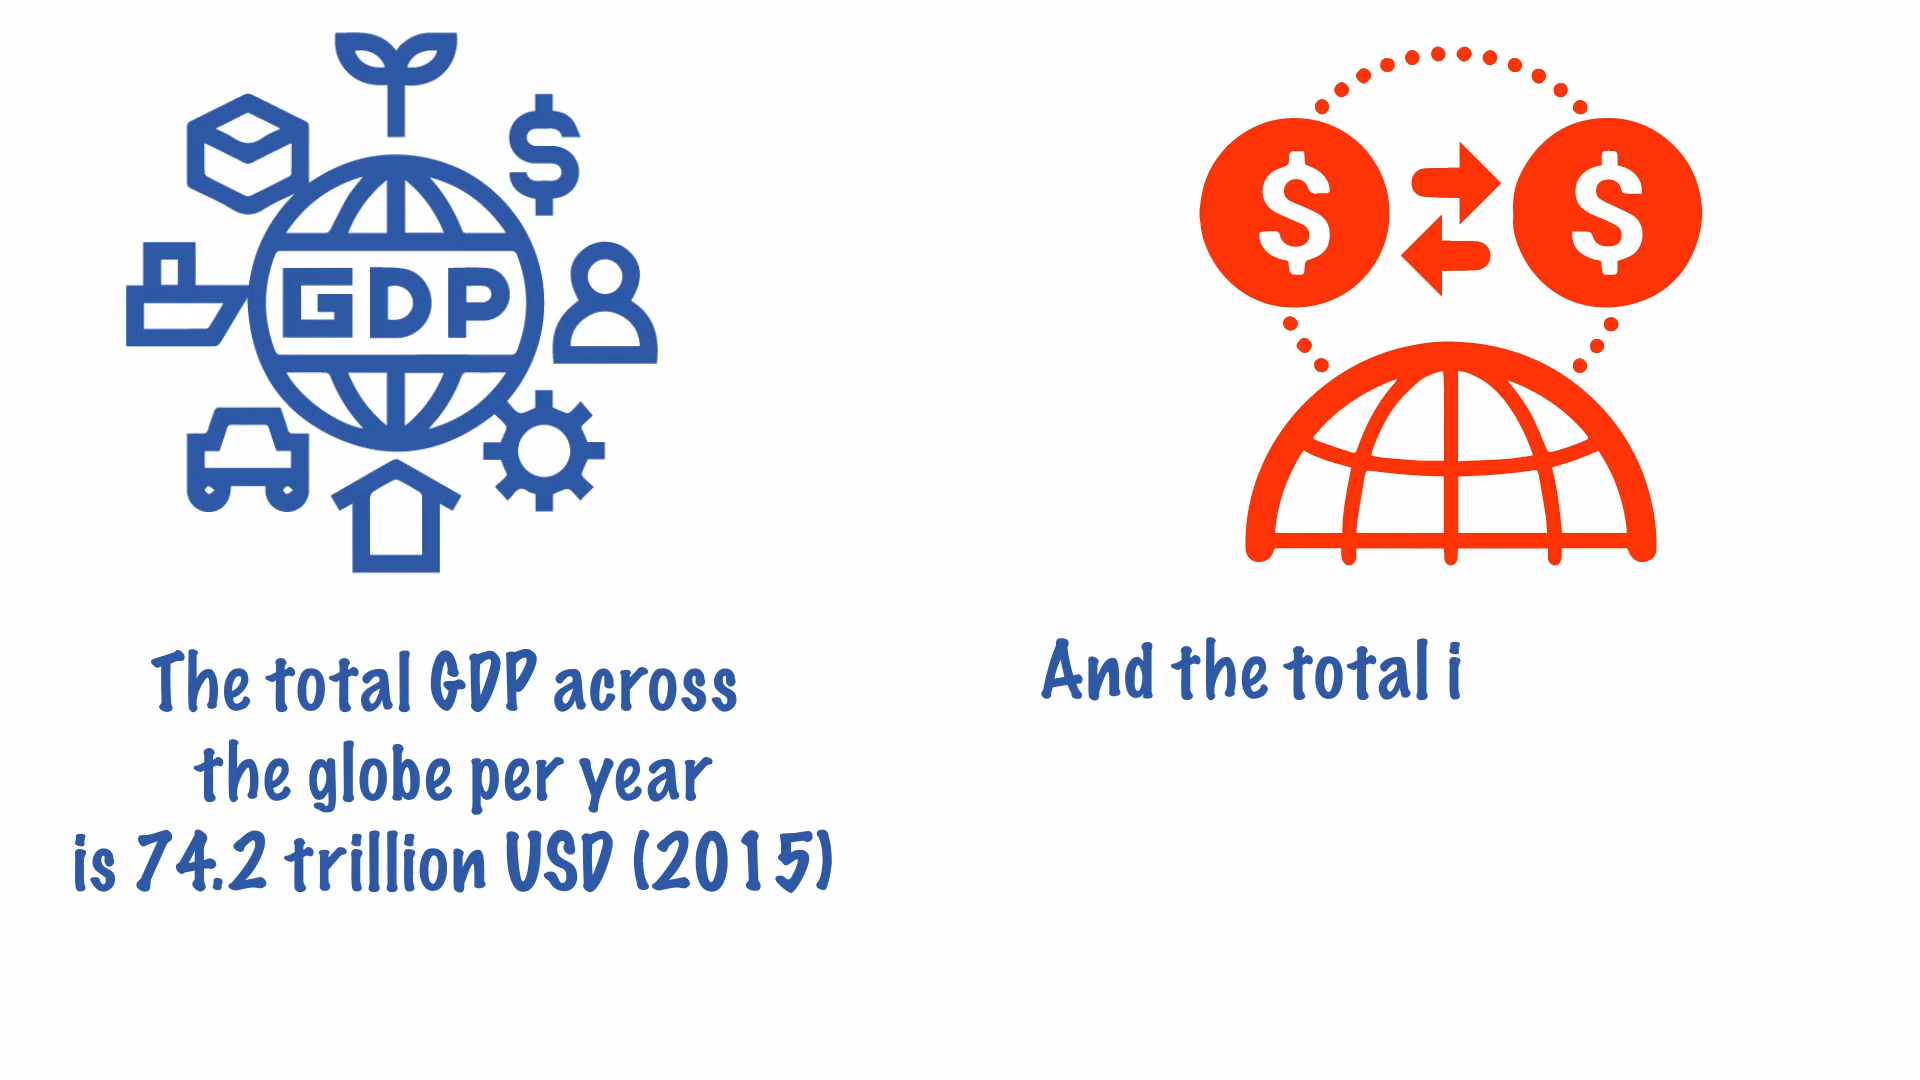 GDP
$
$ $
The total GDP across
the globe per year
is 74.2 trillion USD (2015)
And the total i